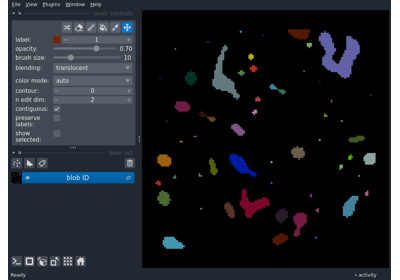 File View Plugins Window Help
layer controls
label: 1
opacity: 0.70
brush size: 10
blending: translucent
color mode: auto
contour: 0
n edit dim: 2
contiguous:
preserve
labels:
show
selected:
layer list
blob ID
Ready
activity